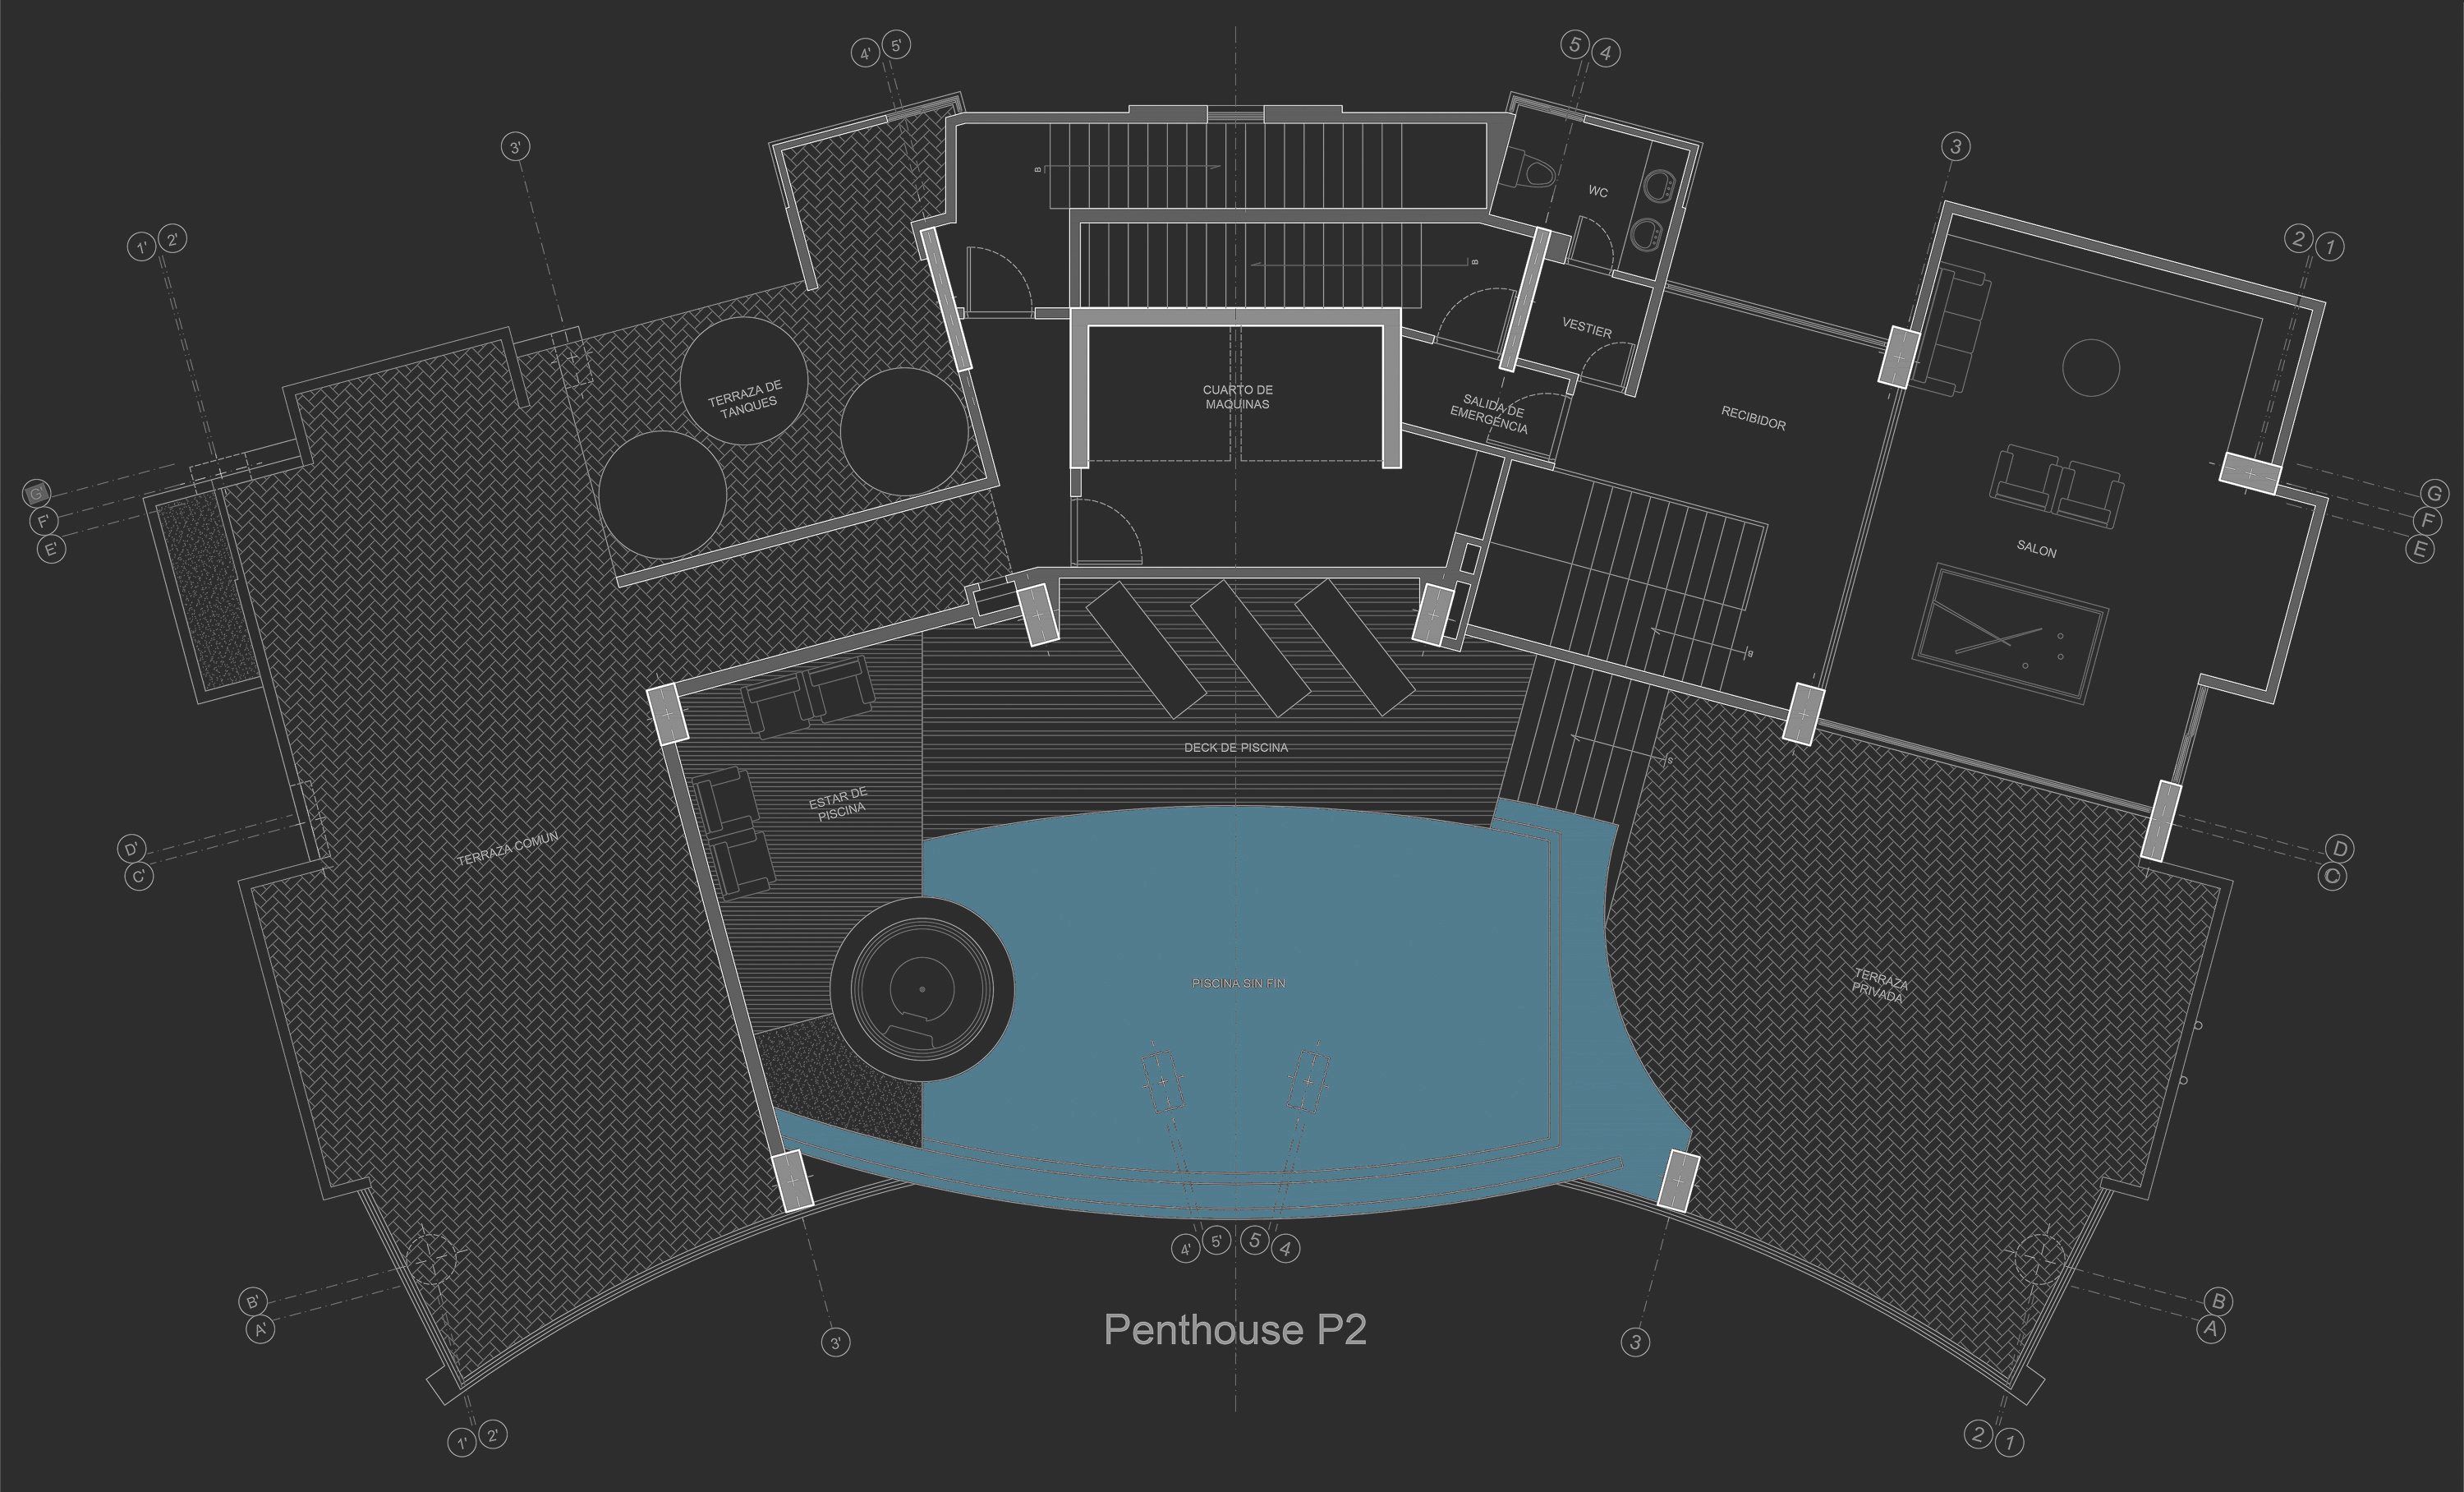 4' 5'
5 4
3'
3
1' 2'
2 1
WC
B
B
VESTIER
TERRAZA DE
TANQUES
CUARTO DE
MAQUINAS
SALIDA DE
EMERGENCIA
RECIBIDOR
SALON
G'
F'
E'
G
F
E
B
S
DECK DE PISCINA
ESTAR DE
PISCINA
TERRAZA COMUN
D'
C'
D
C
PISCINA SIN FIN
TERRAZA
PRIVADA
4' 5' 5 4
B'
A'
B
A
3'
3
Penthouse P2
1' 2'
2 1